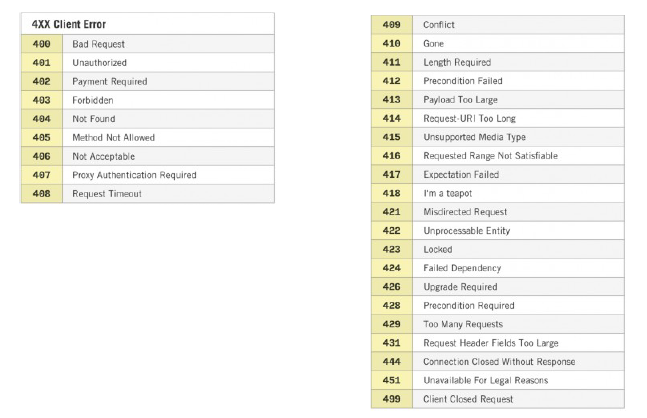 4XX Client Error
400 Bad Request
401 Unauthorized
402 Payment Required
403 Forbidden
404 Not Found
405 Method Not Allowed
406 Not Acceptable
407 Proxy Authentication Required
408 Request Timeout
409 Conflict
410 Gone
411 Length Required
412 Precondition Failed
413 Payload Too Large
414 Request-URI Too Long
415 Unsupported Media Type
416 Requested Range Not Satisfiable
417 Expectation Failed
418 I'm a teapot
421 Misdirected Request
422 Unprocessable Entity
423 Locked
424 Failed Dependency
426 Upgrade Required
428 Precondition Required
429 Too Many Requests
431 Request Header Fields Too Large
444 Connection Closed Without Response
451 Unavailable For Legal Reasons
499 Client Closed Request